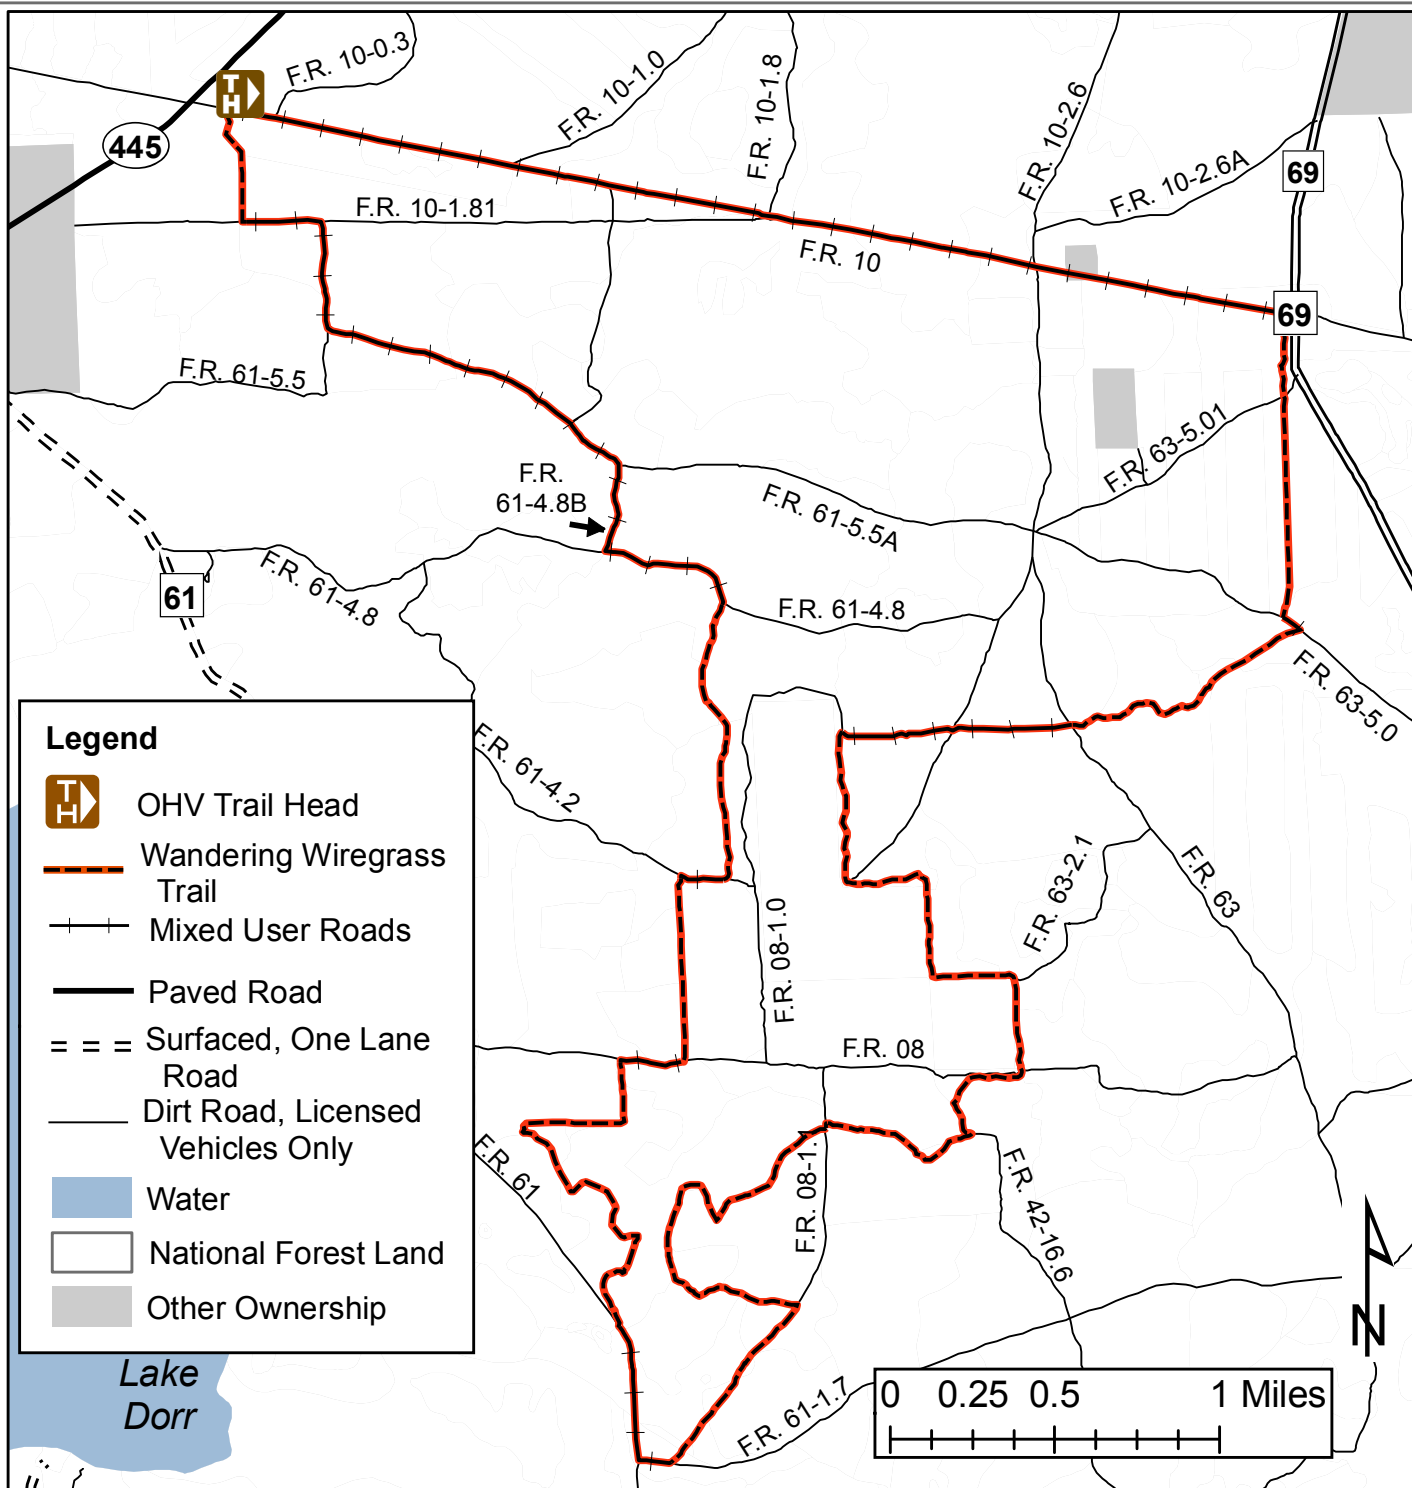 F.R. 10-0.3
F.R. 10-1.0
F.R. 10-1.8
F.R. 10-2.6
F.R. 10-2.6A
T
H
445
69
F.R. 10-1.81
F.R. 10
69
F.R. 61-5.5
F.R. 63-5.01
F.R.
61-4.8B
F.R. 61-5.5A
F.R. 61-4.8
61
F.R. 61-4.8
F.R. 63-5.0
F.R. 61-4.2
F.R. 63-2.1
F.R. 63
F.R. 08-1.0
F.R. 08
F.R. 61
F.R. 08-1.1
F.R. 42-16.6
F.R. 61-1.7
Legend
T
H
OHV Trail Head
Wandering Wiregrass
Trail
Mixed User Roads
Paved Road
Surfaced, One Lane
Road
Dirt Road, Licensed
Vehicles Only
Water
National Forest Land
Other Ownership
Lake
Dorr
N
0 0.25 0.5 1 Miles